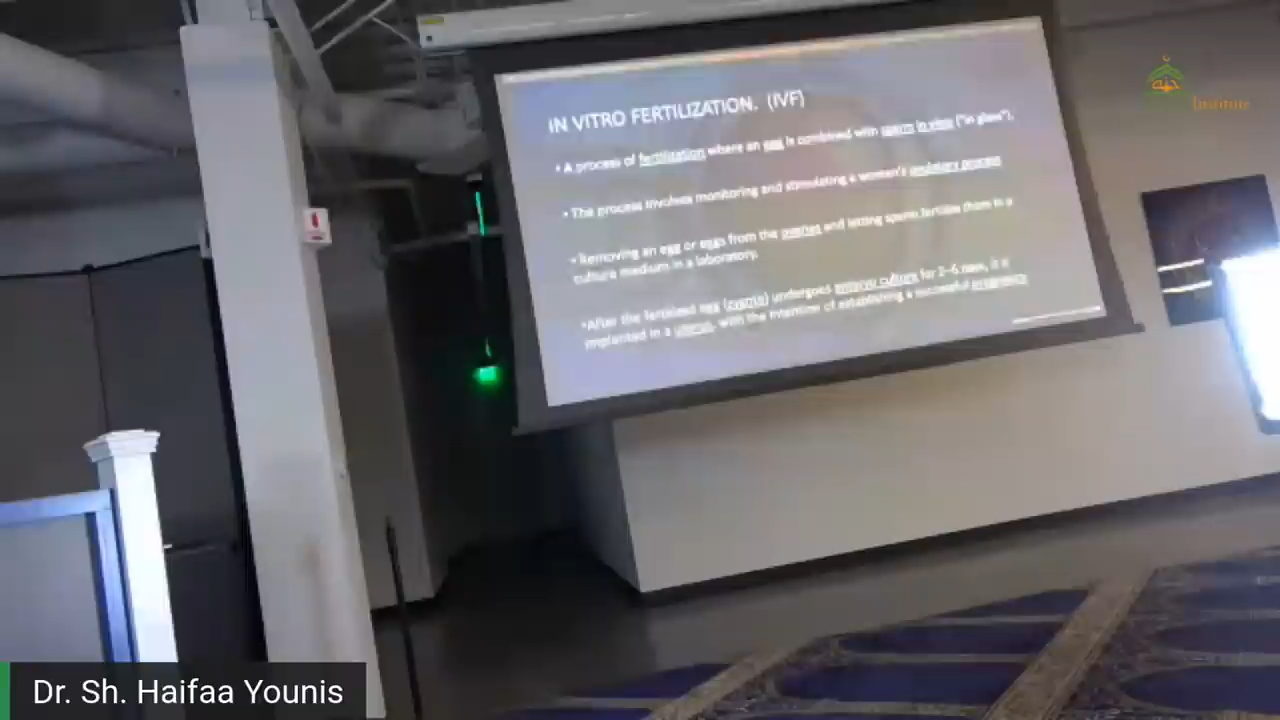 IN VITRO FERTILIZATION. (IVF)
• A process of fertilization where an egg is combined with sperm in vitro ("in glass").
• The process involves monitoring and stimulating a women's ovulatory process
• Removing an egg or eggs from the ovaries and letting sperm fertilize them in a
culture medium in a laboratory.
•After the fertilized egg (zygote) undergoes embryo culture for 2–6 days, it is
implanted in a uterus, with the intention of establishing a successful pregnancy
Institute
Dr. Sh. Haifaa Younis